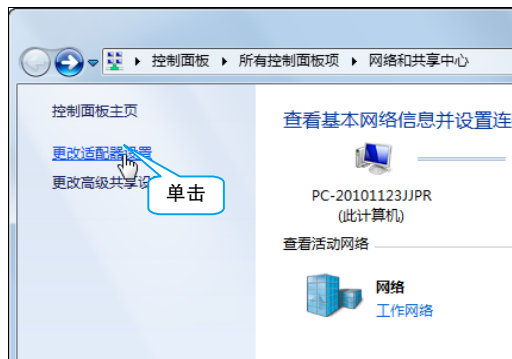 控制面板 ▸ 所有控制面板项 ▸ 网络和共享中心
控制面板主页
更改适配器设置
更改高级共享设
单击
查看基本网络信息并设置连
PC-20101123JJPR
(此计算机)
查看活动网络
网络
工作网络